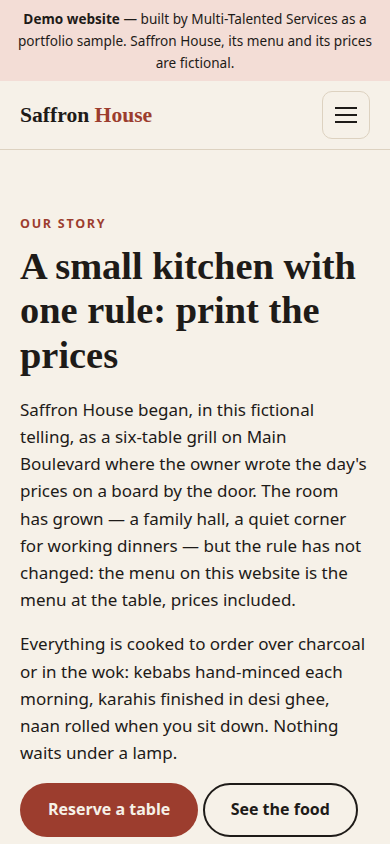 Demo website — built by Multi-Talented Services as a
portfolio sample. Saffron House, its menu and its prices
are fictional.
Saffron House
OUR STORY
A small kitchen with
one rule: print the
prices
Saffron House began, in this fictional
telling, as a six-table grill on Main
Boulevard where the owner wrote the day's
prices on a board by the door. The room
has grown — a family hall, a quiet corner
for working dinners — but the rule has not
changed: the menu on this website is the
menu at the table, prices included.
Everything is cooked to order over charcoal
or in the wok: kebabs hand-minced each
morning, karahis finished in desi ghee,
naan rolled when you sit down. Nothing
waits under a lamp.
Reserve a table
See the food